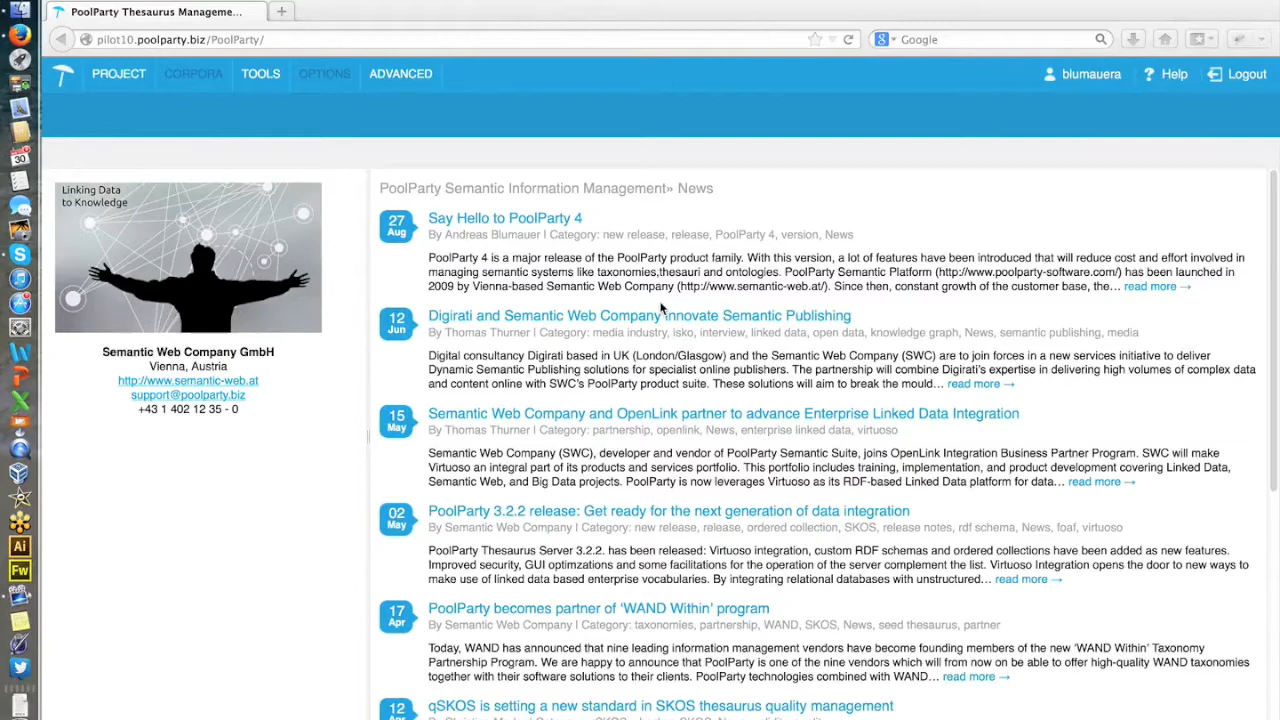 PoolParty Thesaurus Manageme...
pilot10.poolparty.biz/PoolParty/
Google
PROJECT CORPORA TOOLS OPTIONS ADVANCED
blumauera Help Logout
30
Linking Data
to Knowledge
Semantic Web Company GmbH
Vienna, Austria
http://www.semantic-web.at
support@poolparty.biz
+43 1 402 12 35 - 0
PoolParty Semantic Information Management» News
27
Aug
Say Hello to PoolParty 4
By Andreas Blumauer I Category: new release, release, PoolParty 4, version, News
PoolParty 4 is a major release of the PoolParty product family. With this version, a lot of features have been introduced that will reduce cost and effort involved in
managing semantic systems like taxonomies,thesauri and ontologies. PoolParty Semantic Platform (http://www.poolparty-software.com/) has been launched in
2009 by Vienna-based Semantic Web Company (http://www.semantic-web.at/). Since then, constant growth of the customer base, the… read more →
12
Jun
Digirati and Semantic Web Company innovate Semantic Publishing
By Thomas Thurner I Category: media industry, isko, interview, linked data, open data, knowledge graph, News, semantic publishing, media
Digital consultancy Digirati based in UK (London/Glasgow) and the Semantic Web Company (SWC) are to join forces in a new services initiative to deliver
Dynamic Semantic Publishing solutions for specialist online publishers. The partnership will combine Digirati's expertise in delivering high volumes of complex data
and content online with SWC's PoolParty product suite. These solutions will aim to break the mould… read more →
15
May
Semantic Web Company and OpenLink partner to advance Enterprise Linked Data Integration
By Thomas Thurner I Category: partnership, openlink, News, enterprise linked data, virtuoso
Semantic Web Company (SWC), developer and vendor of PoolParty Semantic Suite, joins OpenLink Integration Business Partner Program. SWC will make
Virtuoso an integral part of its products and services portfolio. This portfolio includes training, implementation, and product development covering Linked Data,
Semantic Web, and Big Data projects. PoolParty is now leverages Virtuoso as its RDF-based Linked Data platform for data… read more →
02
May
PoolParty 3.2.2 release: Get ready for the next generation of data integration
By Semantic Web Company I Category: new release, release, ordered collection, SKOS, release notes, rdf schema, News, foaf, virtuoso
PoolParty Thesaurus Server 3.2.2. has been released: Virtuoso integration, custom RDF schemas and ordered collections have been added as new features.
Improved security, GUI optimzations and some facilitations for the operation of the server complement the list. Virtuoso Integration opens the door to new ways to
make use of linked data based enterprise vocabularies. By integrating relational databases with unstructured… read more →
17
Apr
PoolParty becomes partner of ‘WAND Within’ program
By Semantic Web Company I Category: taxonomies, partnership, WAND, SKOS, News, seed thesaurus, partner
Today, WAND has announced that nine leading information management vendors have become founding members of the new ‘WAND Within’ Taxonomy
Partnership Program. We are happy to announce that PoolParty is one of the nine vendors which will from now on be able to offer high-quality WAND taxonomies
together with their software solutions to their clients. PoolParty technologies combined with WAND… read more →
12
Apr
qSKOS is setting a new standard in SKOS thesaurus quality management
Ai
Fw